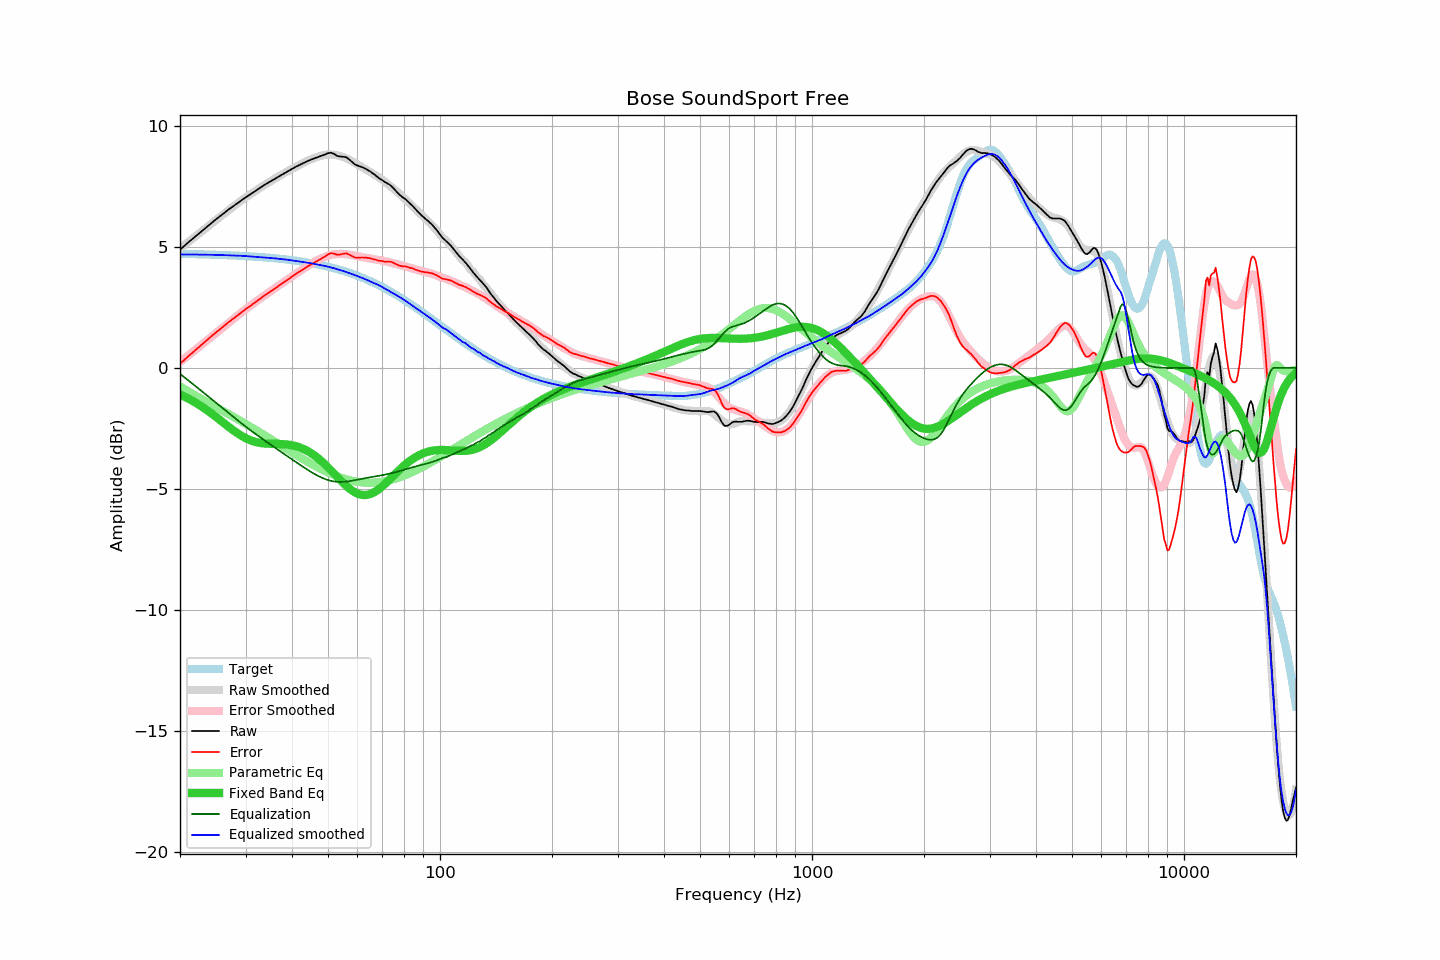 Bose SoundSport Free
10
5
0
−5
−10
−15
−20
Amplitude (dBr)
Target
Raw Smoothed
Error Smoothed
Raw
Error
Parametric Eq
Fixed Band Eq
Equalization
Equalized smoothed
100
1000
10000
Frequency (Hz)